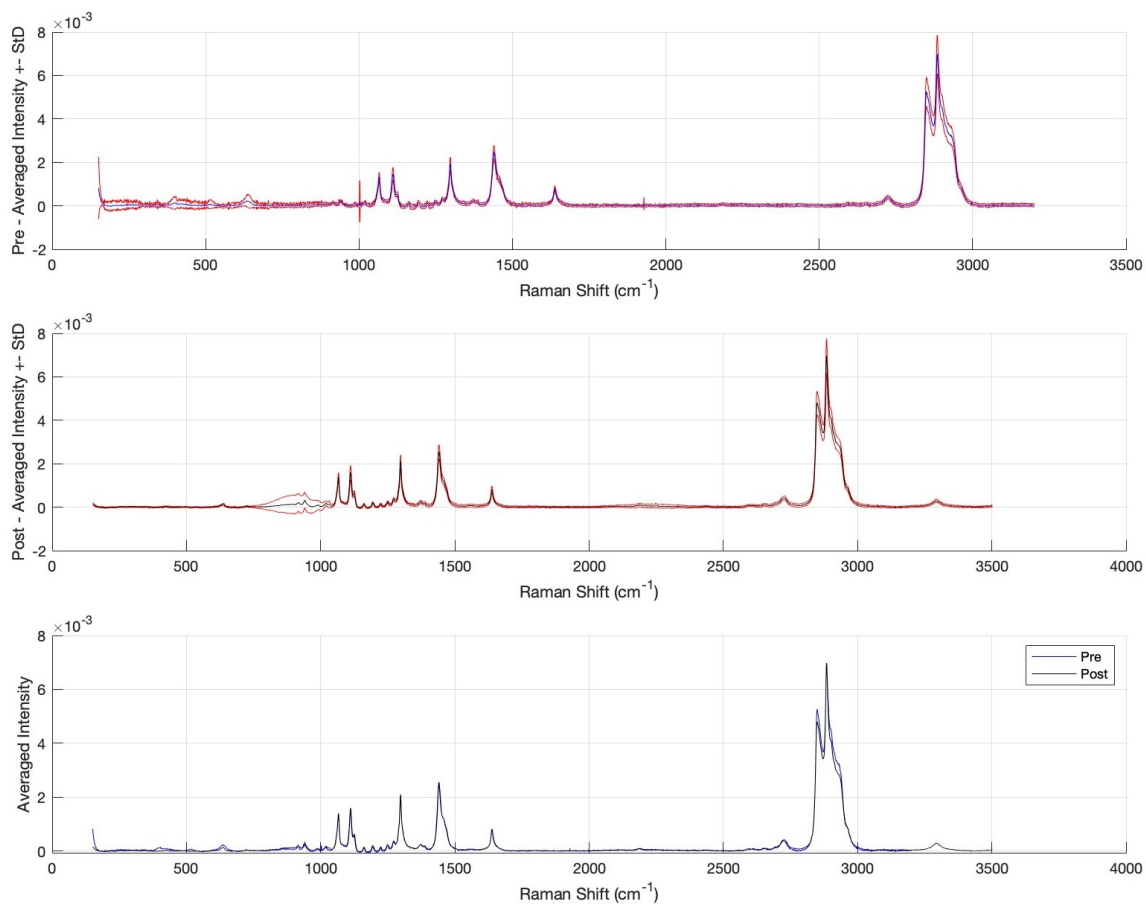 ×10⁻³
8
6
4
2
0
-2
Pre - Averaged Intensity +- StD
0 500 1000 1500 2000 2500 3000 3500
Raman Shift (cm⁻¹)
×10⁻³
8
6
4
2
0
-2
Post - Averaged Intensity +- StD
0 500 1000 1500 2000 2500 3000 3500 4000
Raman Shift (cm⁻¹)
×10⁻³
8
6
4
2
0
Averaged Intensity
Pre
Post
0 500 1000 1500 2000 2500 3000 3500 4000
Raman Shift (cm⁻¹)